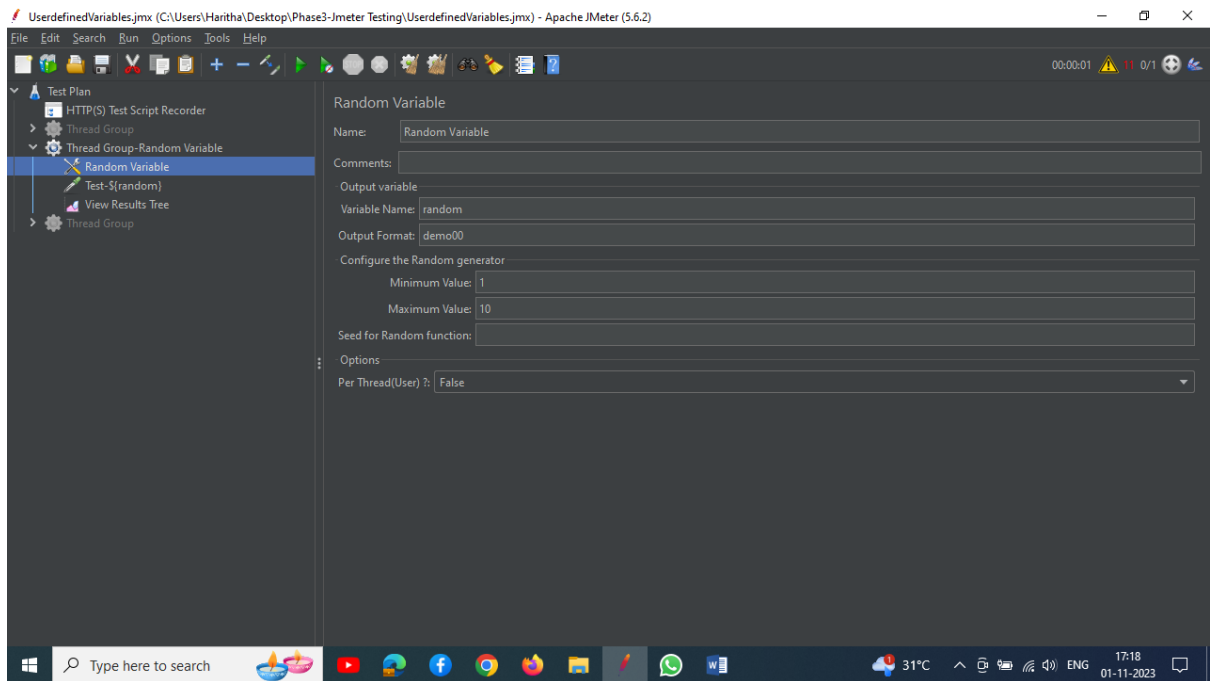 UserdefinedVariables.jmx (C:\Users\Haritha\Desktop\Phase3-Jmeter Testing\UserdefinedVariables.jmx) - Apache JMeter (5.6.2)
File Edit Search Run Options Tools Help
00:00:01 11 0/1
Test Plan
HTTP(S) Test Script Recorder
Thread Group
Thread Group-Random Variable
Random Variable
Test-${random}
View Results Tree
Thread Group
Random Variable
Name: Random Variable
Comments:
Output variable
Variable Name: random
Output Format: demo00
Configure the Random generator
Minimum Value: 1
Maximum Value: 10
Seed for Random function:
Options
Per Thread(User) ?: False
Type here to search
31°C
ENG
17:18
01-11-2023